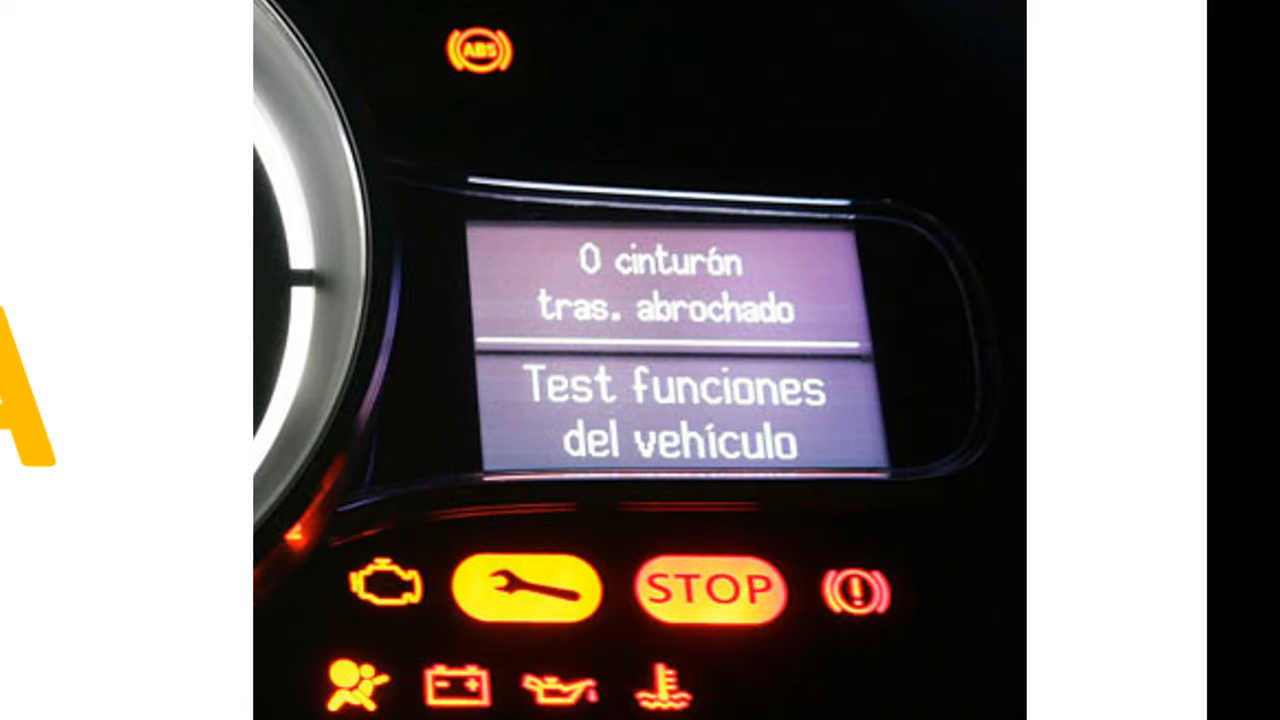 ABS
0 cinturón
tras. abrochado
Test funciones
del vehículo
STOP
A